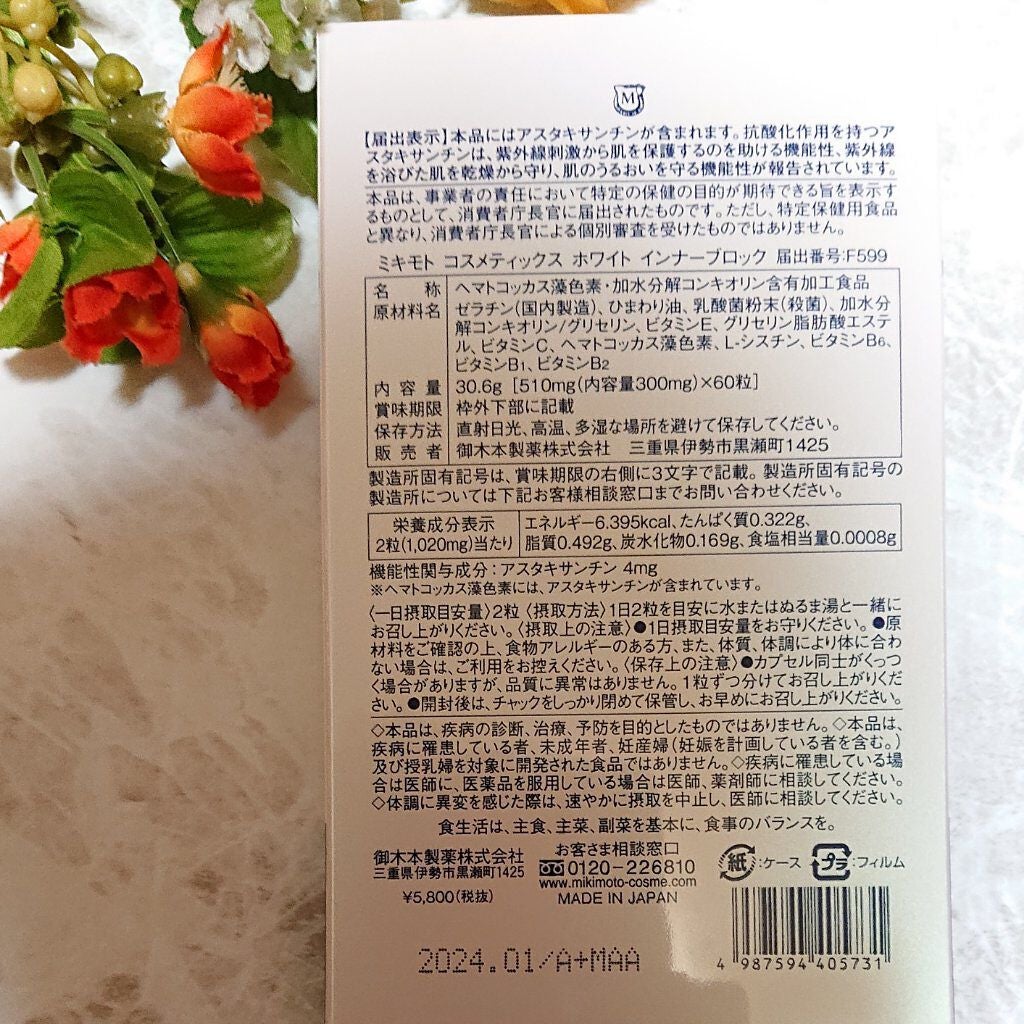 M
【届出表示】本品にはアスタキサンチンが含まれます。抗酸化作用を持つア
スタキサンチンは、紫外線刺激から肌を保護するのを助ける機能性、紫外線
を浴びた肌を乾燥から守り、肌のうるおいを守る機能性が報告されています。
本品は、事業者の責任において特定の保健の目的が期待できる旨を表示す
るものとして、消費者庁長官に届出されたものです。ただし、特定保健用食品
と異なり、消費者庁長官による個別審査を受けたものではありません。
ミキモト コスメティックス ホワイト インナーブロック 届出番号:F599
名称 ヘマトコッカス藻色素・加水分解コンキオリン含有加工食品
原材料名 ゼラチン(国内製造)、ひまわり油、乳酸菌粉末(殺菌)、加水分
解コンキオリン/グリセリン、ビタミンE、グリセリン脂肪酸エステ
ル、ビタミンC、ヘマトコッカス藻色素、L-シスチン、ビタミンB6、
ビタミンB1、ビタミンB2
内容量 30.6g [510mg(内容量300mg)×60粒]
賞味期限 枠外下部に記載
保存方法 直射日光、高温、多湿な場所を避けて保存してください。
販売者 御木本製薬株式会社 三重県伊勢市黒瀬町1425
製造所固有記号は、賞味期限の右側に3文字で記載。製造所固有記号の
製造所については下記お客様相談窓口までお問い合わせください。
栄養成分表示 エネルギー6.395kcal、たんぱく質0.322g、
2粒(1,020mg)当たり 脂質0.492g、炭水化物0.169g、食塩相当量0.0008g
機能性関与成分:アスタキサンチン 4mg
※ヘマトコッカス藻色素には、アスタキサンチンが含まれています。
〈一日摂取目安量〉2粒〈摂取方法〉1日2粒を目安に水またはぬるま湯と一緒に
お召し上がりください。〈摂取上の注意〉●1日摂取目安量をお守りください。●原
材料をご確認の上、食物アレルギーのある方、また、体質、体調により体に合わ
ない場合は、ご利用をお控えください。〈保存上の注意〉●カプセル同士がくっつ
く場合がありますが、品質に異常はありません。1粒ずつ分けてお召し上がりくだ
さい。●開封後は、チャックをしっかり閉めて保管し、お早めにお召し上がりください。
◇本品は、疾病の診断、治療、予防を目的としたものではありません。◇本品は、
疾病に罹患している者、未成年者、妊産婦(妊娠を計画している者を含む。)
及び授乳婦を対象に開発された食品ではありません。◇疾病に罹患している場
合は医師に、医薬品を服用している場合は医師、薬剤師に相談してください。
◇体調に異変を感じた際は、速やかに摂取を中止し、医師に相談してください。
食生活は、主食、主菜、副菜を基本に、食事のバランスを。
御木本製薬株式会社
三重県伊勢市黒瀬町1425
¥5,800(税抜)
お客さま相談窓口
0120-226810
www.mikimoto-cosme.com
MADE IN JAPAN
紙:ケース プラ:フィルム
2024.01/A+MAA
4 987594 405731